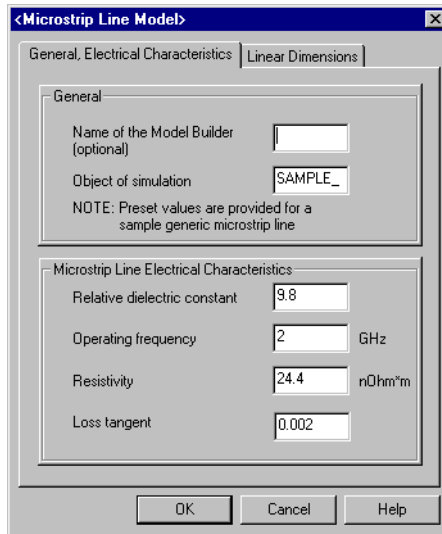 <Microstrip Line Model>
General, Electrical Characteristics
Linear Dimensions
General
Name of the Model Builder
(optional)
Object of simulation
SAMPLE_
NOTE: Preset values are provided for a
sample generic microstrip line
Microstrip Line Electrical Characteristics
Relative dielectric constant
9.8
Operating frequency
2
GHz
Resistivity
24.4
nOhm*m
Loss tangent
0.002
OK
Cancel
Help